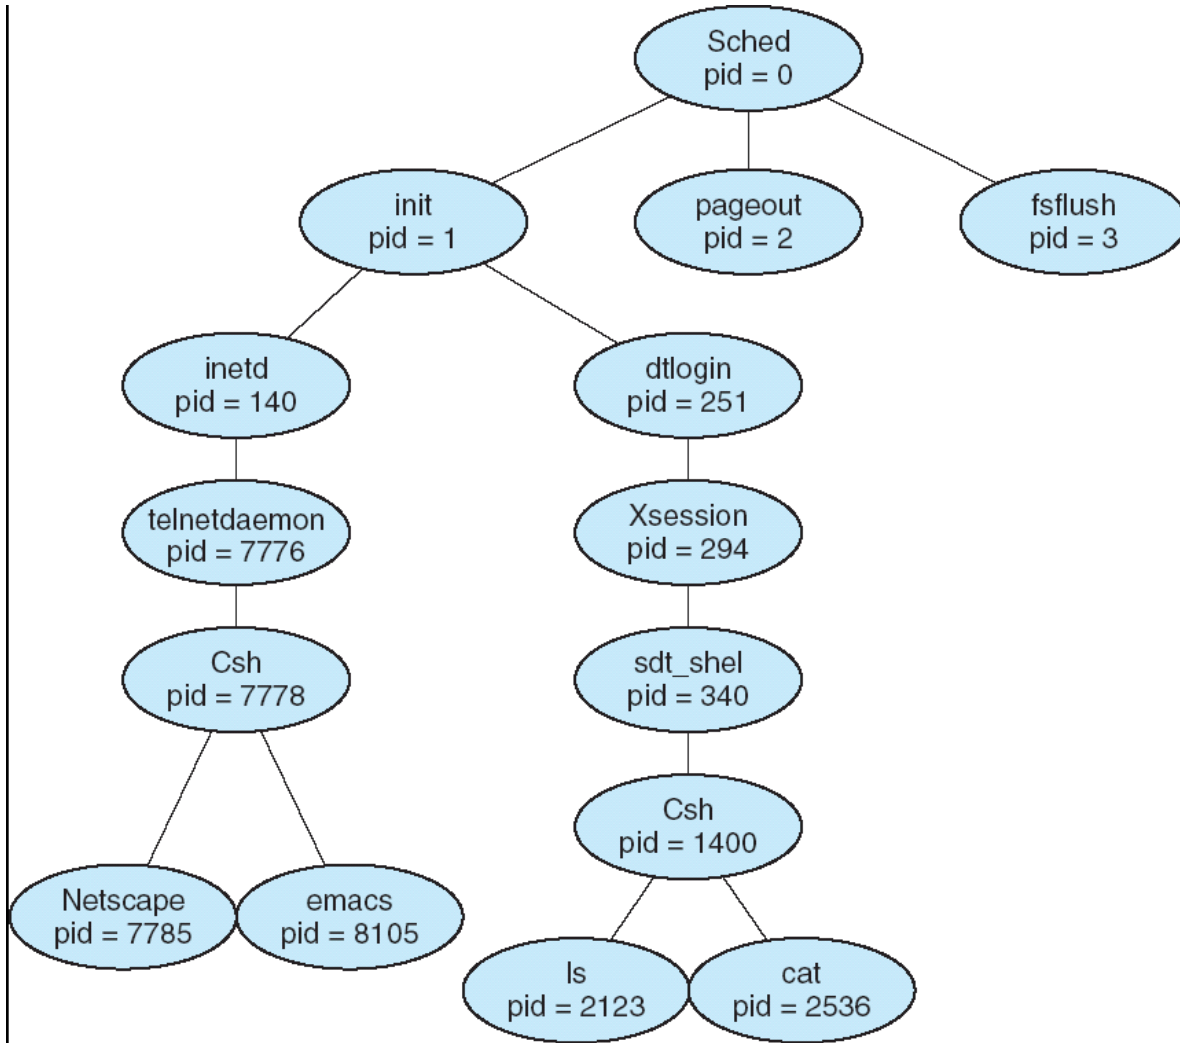 Sched
pid = 0
init
pid = 1
pageout
pid = 2
fsflush
pid = 3
inetd
pid = 140
dtlogin
pid = 251
telnetdaemon
pid = 7776
Xsession
pid = 294
Csh
pid = 7778
sdt_shel
pid = 340
Csh
pid = 1400
Netscape
pid = 7785
emacs
pid = 8105
ls
pid = 2123
cat
pid = 2536